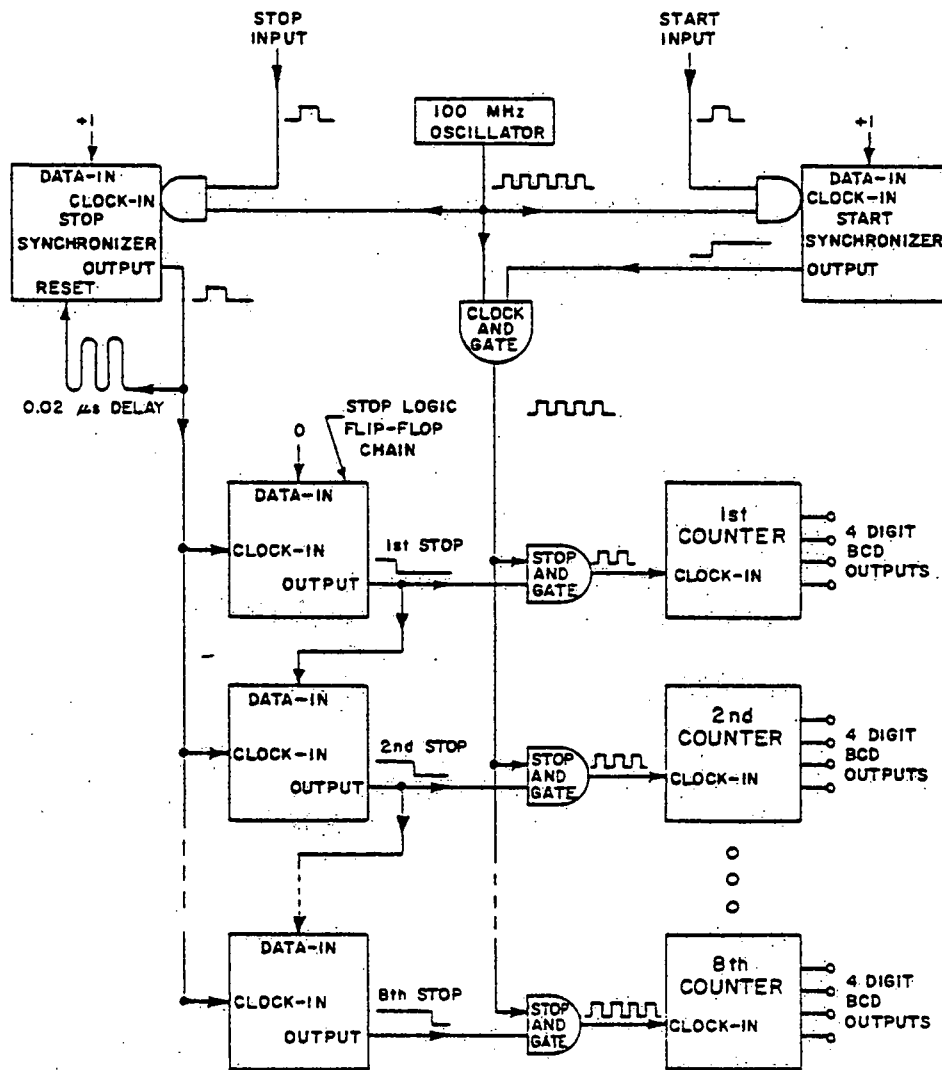 STOP
INPUT
START
INPUT
100 MHz
OSCILLATOR
+1
+1
DATA-IN
CLOCK-IN
STOP
SYNCHRONIZER
OUTPUT
RESET
DATA-IN
CLOCK-IN
START
SYNCHRONIZER
OUTPUT
CLOCK
AND
GATE
0.02 μs DELAY
STOP LOGIC
FLIP-FLOP
CHAIN
0
DATA-IN
CLOCK-IN
OUTPUT
1st STOP
STOP
AND
GATE
1st
COUNTER
CLOCK-IN
4 DIGIT
BCD
OUTPUTS
DATA-IN
CLOCK-IN
OUTPUT
2nd STOP
STOP
AND
GATE
2nd
COUNTER
CLOCK-IN
4 DIGIT
BCD
OUTPUTS
DATA-IN
CLOCK-IN
OUTPUT
8th STOP
STOP
AND
GATE
8th
COUNTER
CLOCK-IN
4 DIGIT
BCD
OUTPUTS